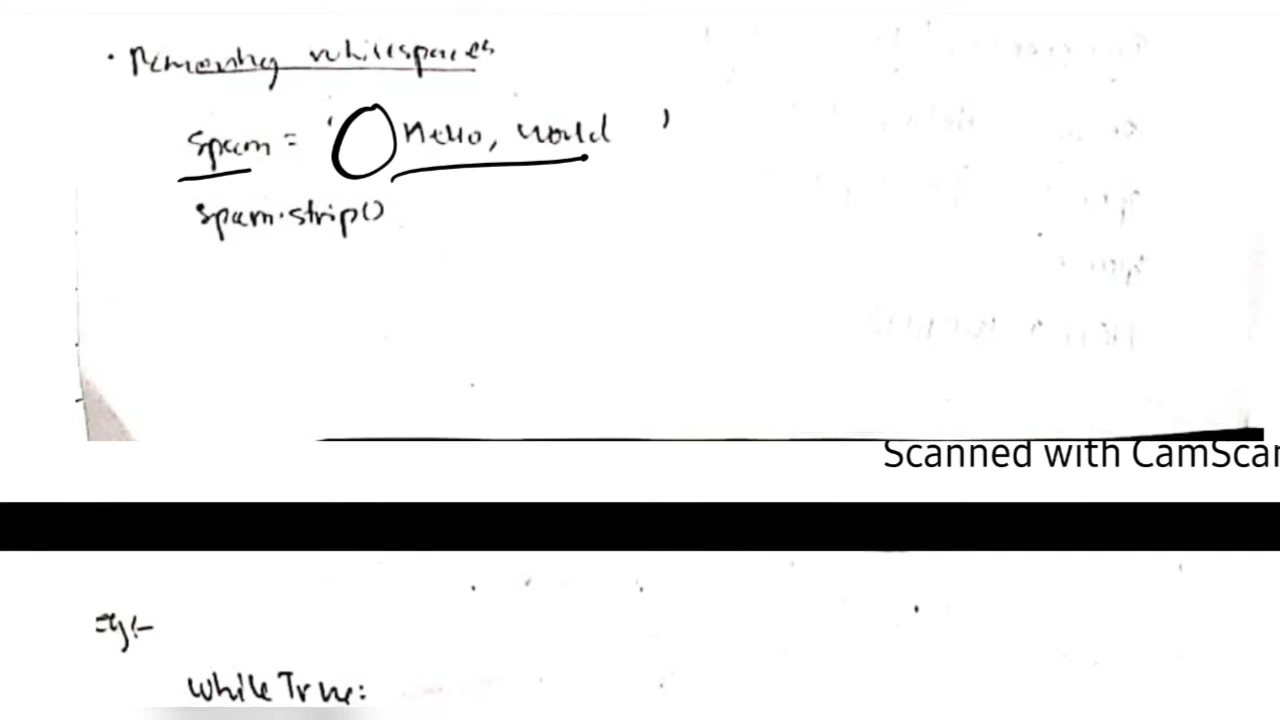 · Removing whitespaces
spam = ' Hello, World '
spam.strip()
Scanned with CamScan
Eg:-
while True: